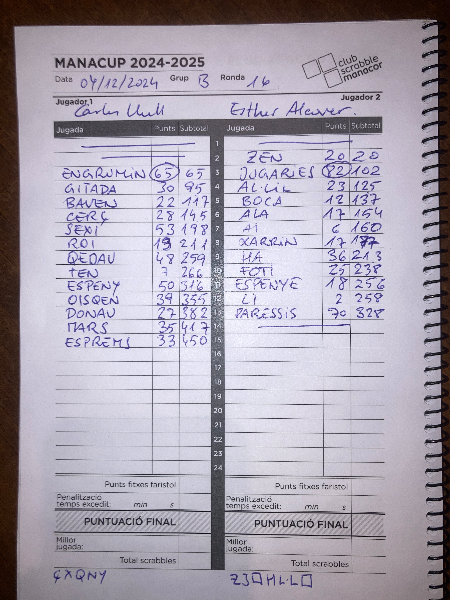 MANACUP 2024-2025
club scrabble manacor
Data 04/12/2024 Grup B Ronda 16
Jugador 1 Jugador 2
Carles Llull Esther Alcover.
Jugada Punts Subtotal Jugada Punts Subtotal
1
2 ZEN 20 20
ENGRUMIN 65 65 3 JUGARIES 82 102
GITADA 30 95 4 AL·LIL 23 125
BAVEN 22 117 5 BOCA 12 137
CERÇ 28 145 6 ALA 17 154
SEXI 53 198 7 AI 6 160
ROI 13 211 8 XARRIN 17 177
QEDAU 48 259 9 HA 36 213
TEN 7 266 10 FOTI 25 238
ESPENY 50 316 11 ESPENYE 18 256
OISQEN 39 355 12 LI 2 258
DONAU 27 382 13 PARESSIS 70 328
MARS 35 417 14
ESPREMS 33 450 15
16
17
18
19
20
21
22
23
24
Punts fitxes faristol Punts fitxes faristol
Penalització temps excedit: min s Penalització temps excedit: min s
PUNTUACIÓ FINAL PUNTUACIÓ FINAL
Millor jugada: Millor jugada:
Total scrabbles Total scrabbles
ÇXQNY